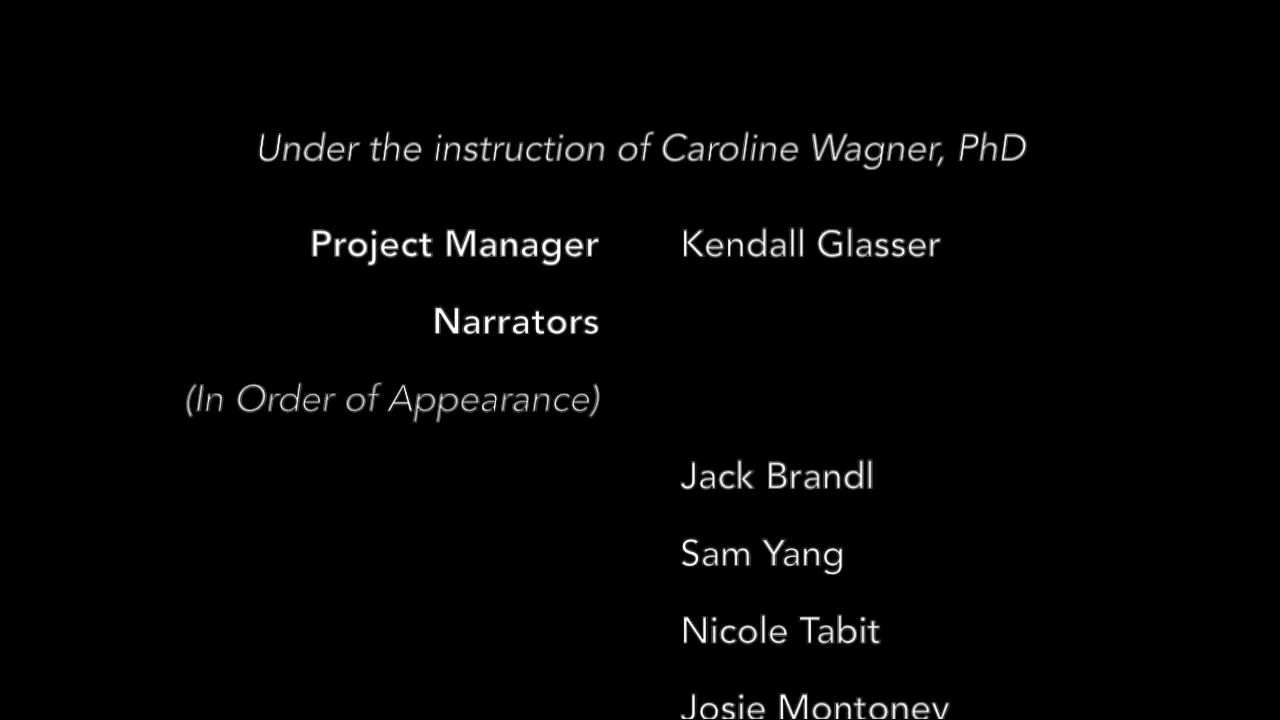 Under the instruction of Caroline Wagner, PhD
Project Manager Kendall Glasser
Narrators
(In Order of Appearance)
Jack Brandl
Sam Yang
Nicole Tabit
Josie Montoney